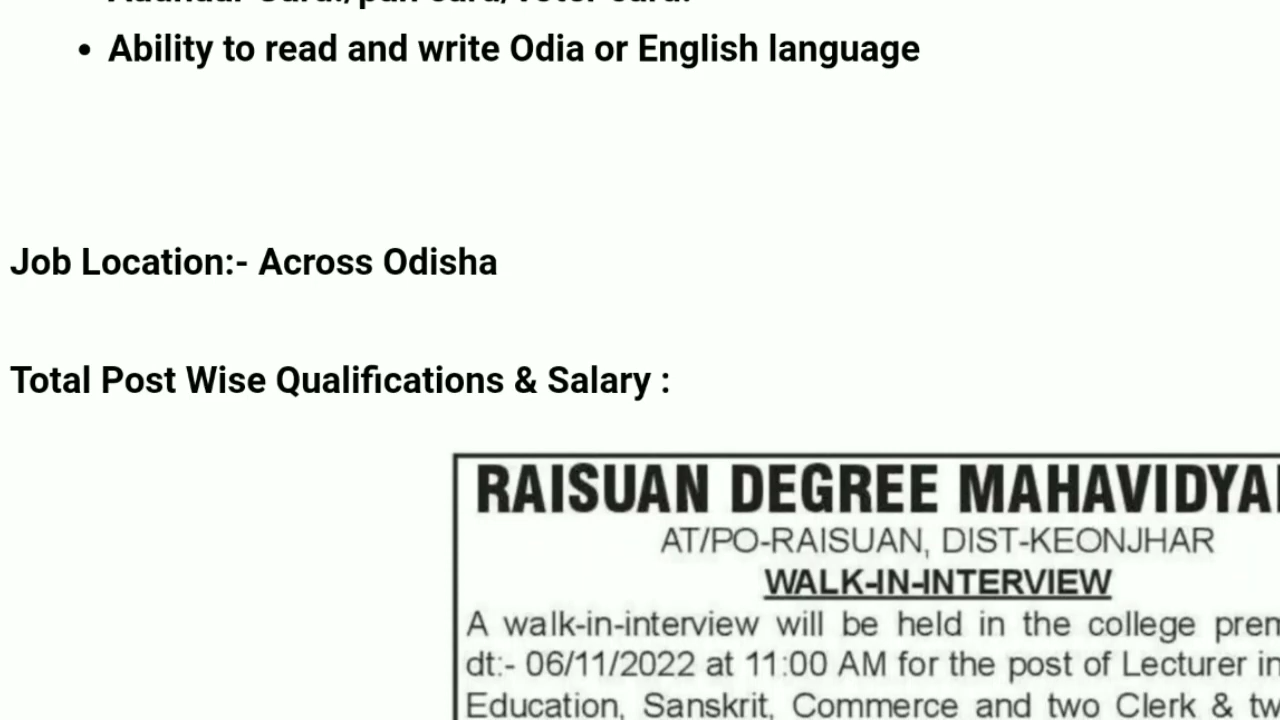 • Ability to read and write Odia or English language
Job Location:- Across Odisha
Total Post Wise Qualifications & Salary :
RAISUAN DEGREE
AT/PO-RAISUAN, DIST-KEONJHAR
WALK-IN-INTERVIEW
A walk-in-interview will be held in the college
dt:- 06/11/2022 at 11:00 AM for the post of Lecturer in
Education, Sanskrit, Commerce and two Clerk &